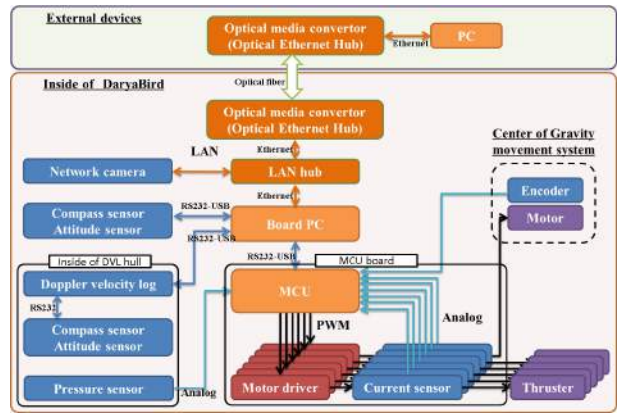 External devices
Optical media convertor
(Optical Ethernet Hub)
Ethernet
PC
Optical fiber
Inside of DaryaBird
Optical media convertor
(Optical Ethernet Hub)
Ethernet
LAN
Network camera
LAN hub
Ethernet
Center of Gravity
movement system
Encoder
Motor
Compass sensor
Attitude sensor
RS232-USB
RS232-USB
Board PC
RS232-USB
Inside of DVL hull
MCU board
Doppler velocity log
MCU
RS232
Compass sensor
Attitude sensor
PWM
Analog
Pressure sensor
Analog
Motor driver
Current sensor
Thruster